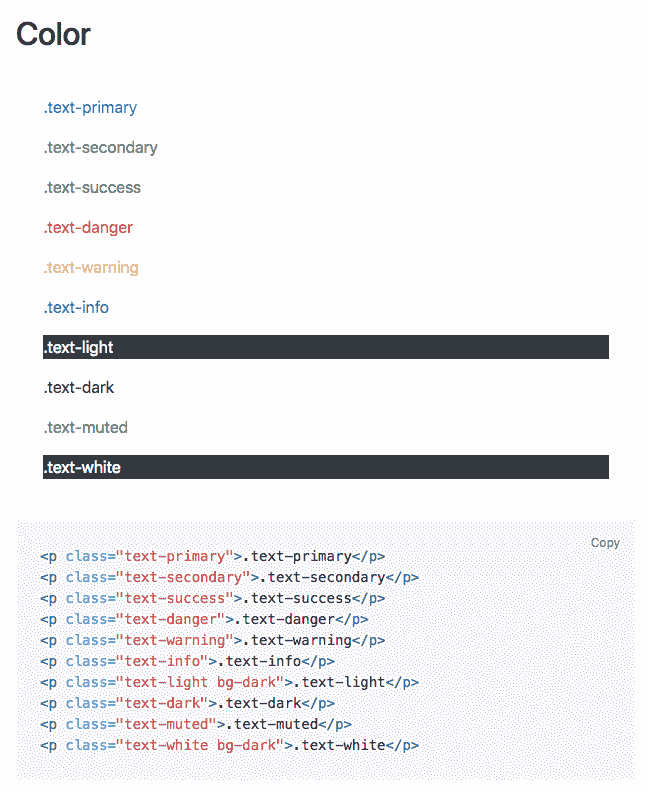 Color
.text-primary
.text-secondary
.text-success
.text-danger
.text-warning
.text-info
.text-light
.text-dark
.text-muted
.text-white
Copy
<p class="text-primary">.text-primary</p>
<p class="text-secondary">.text-secondary</p>
<p class="text-success">.text-success</p>
<p class="text-danger">.text-danger</p>
<p class="text-warning">.text-warning</p>
<p class="text-info">.text-info</p>
<p class="text-light bg-dark">.text-light</p>
<p class="text-dark">.text-dark</p>
<p class="text-muted">.text-muted</p>
<p class="text-white bg-dark">.text-white</p>